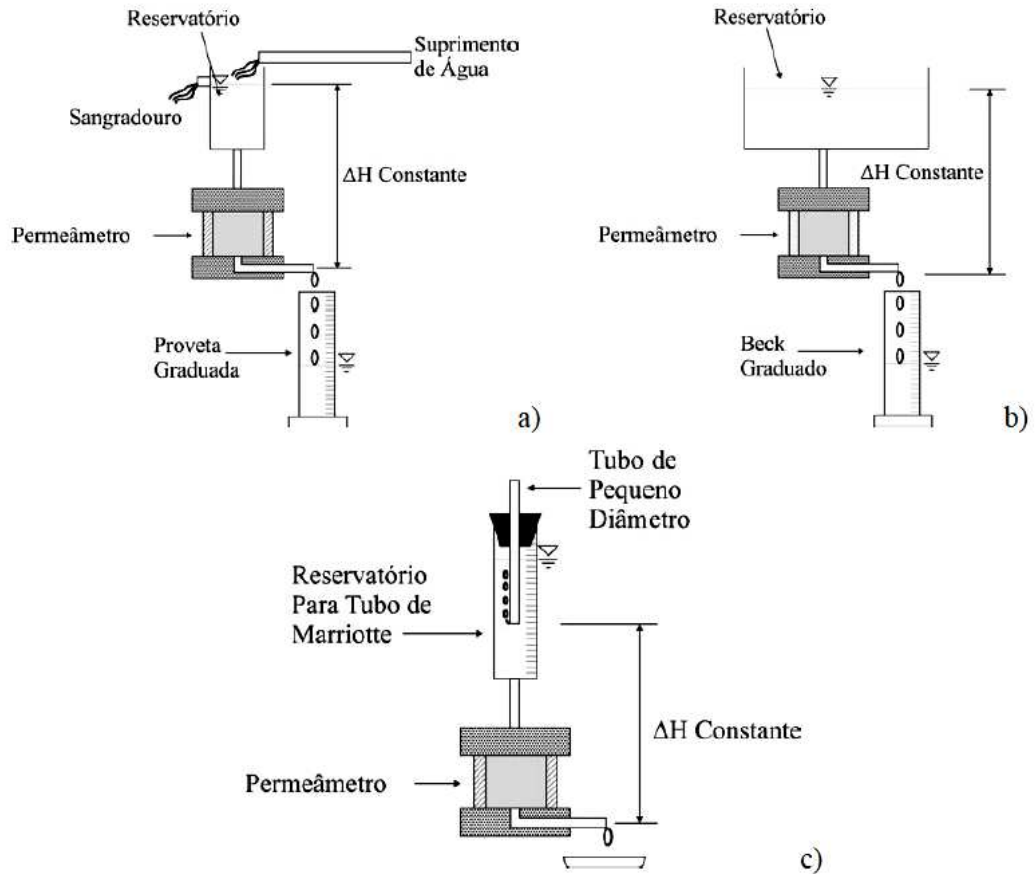 Reservatório
Suprimento
de Água
Sangradouro
ΔH Constante
Permeâmetro
Proveta
Graduada
a)
Reservatório
ΔH Constante
Permeâmetro
Beck
Graduado
b)
Tubo de
Pequeno
Diâmetro
Reservatório
Para Tubo de
Marriotte
ΔH Constante
Permeâmetro
c)